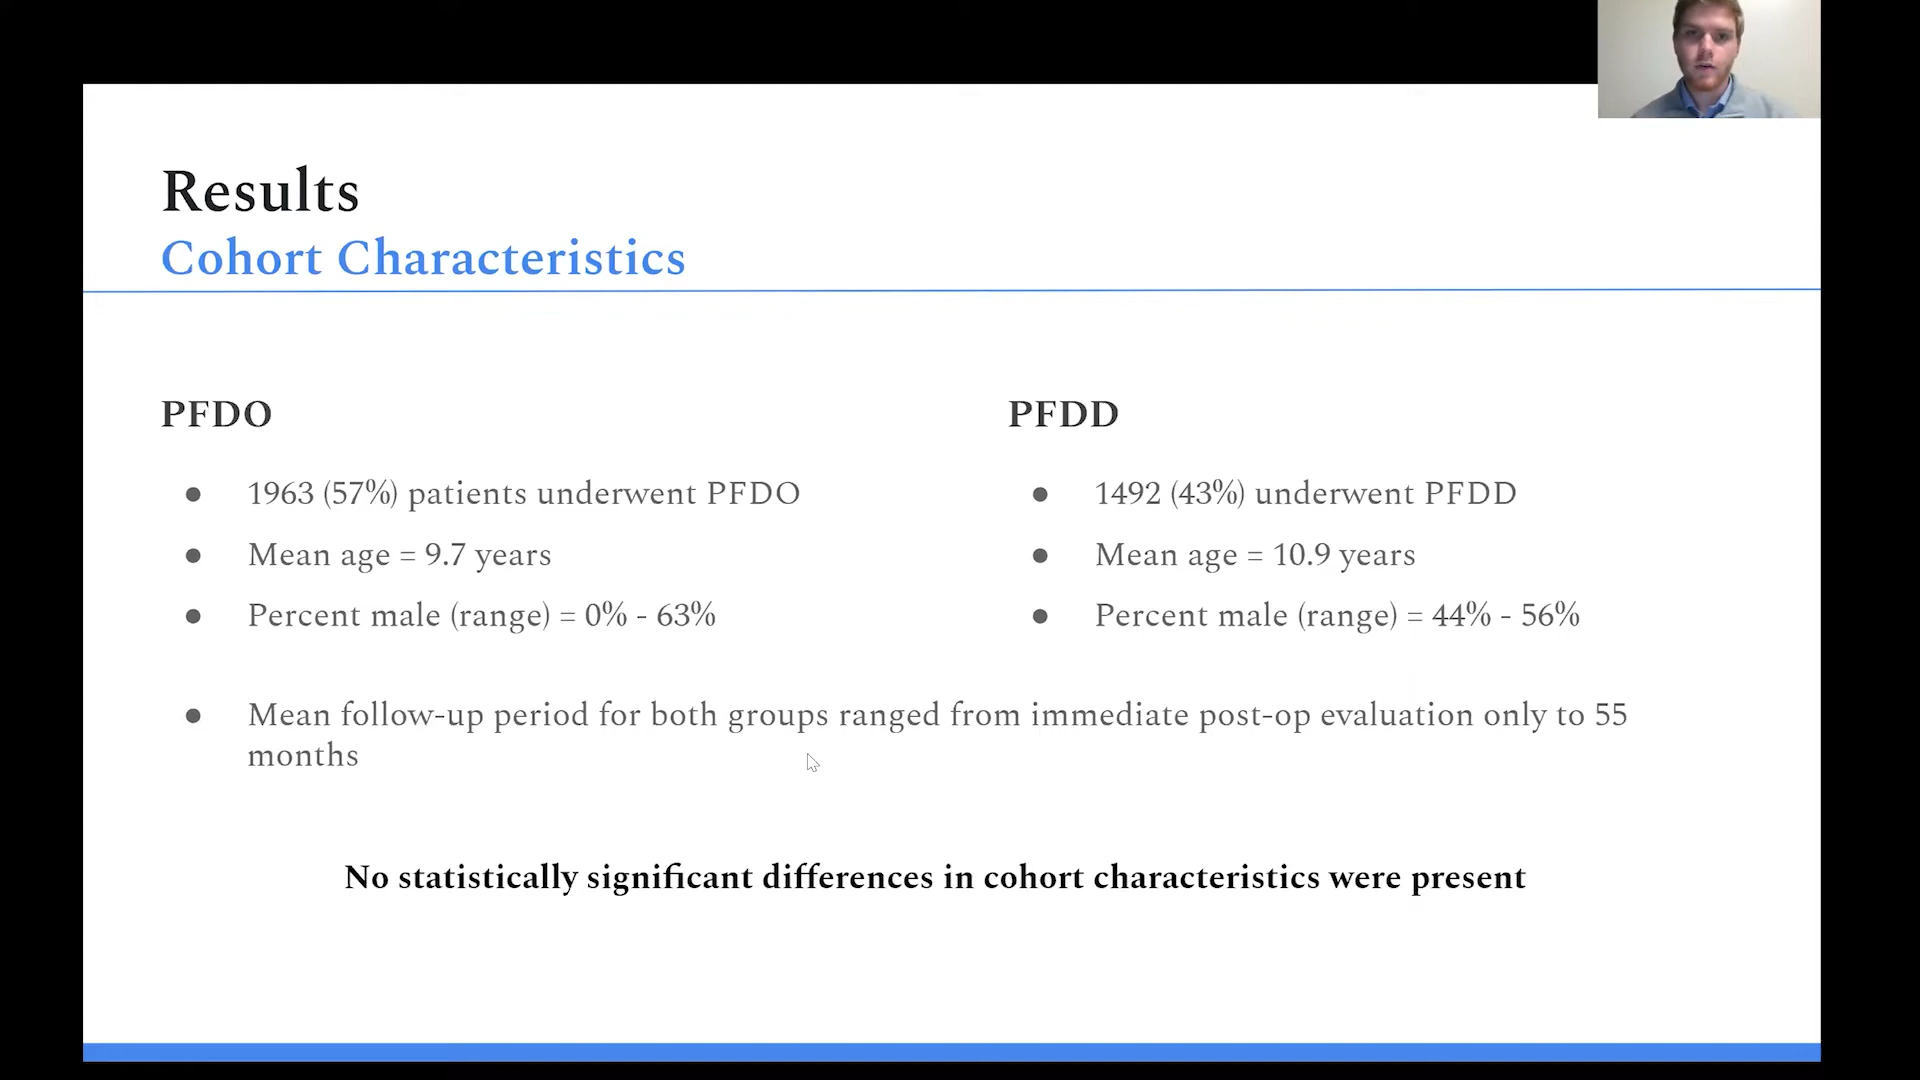 Results
Cohort Characteristics
PFDO
● 1963 (57%) patients underwent PFDO
● Mean age = 9.7 years
● Percent male (range) = 0% - 63%
PFDD
● 1492 (43%) underwent PFDD
● Mean age = 10.9 years
● Percent male (range) = 44% - 56%
● Mean follow-up period for both groups ranged from immediate post-op evaluation only to 55
months
No statistically significant differences in cohort characteristics were present